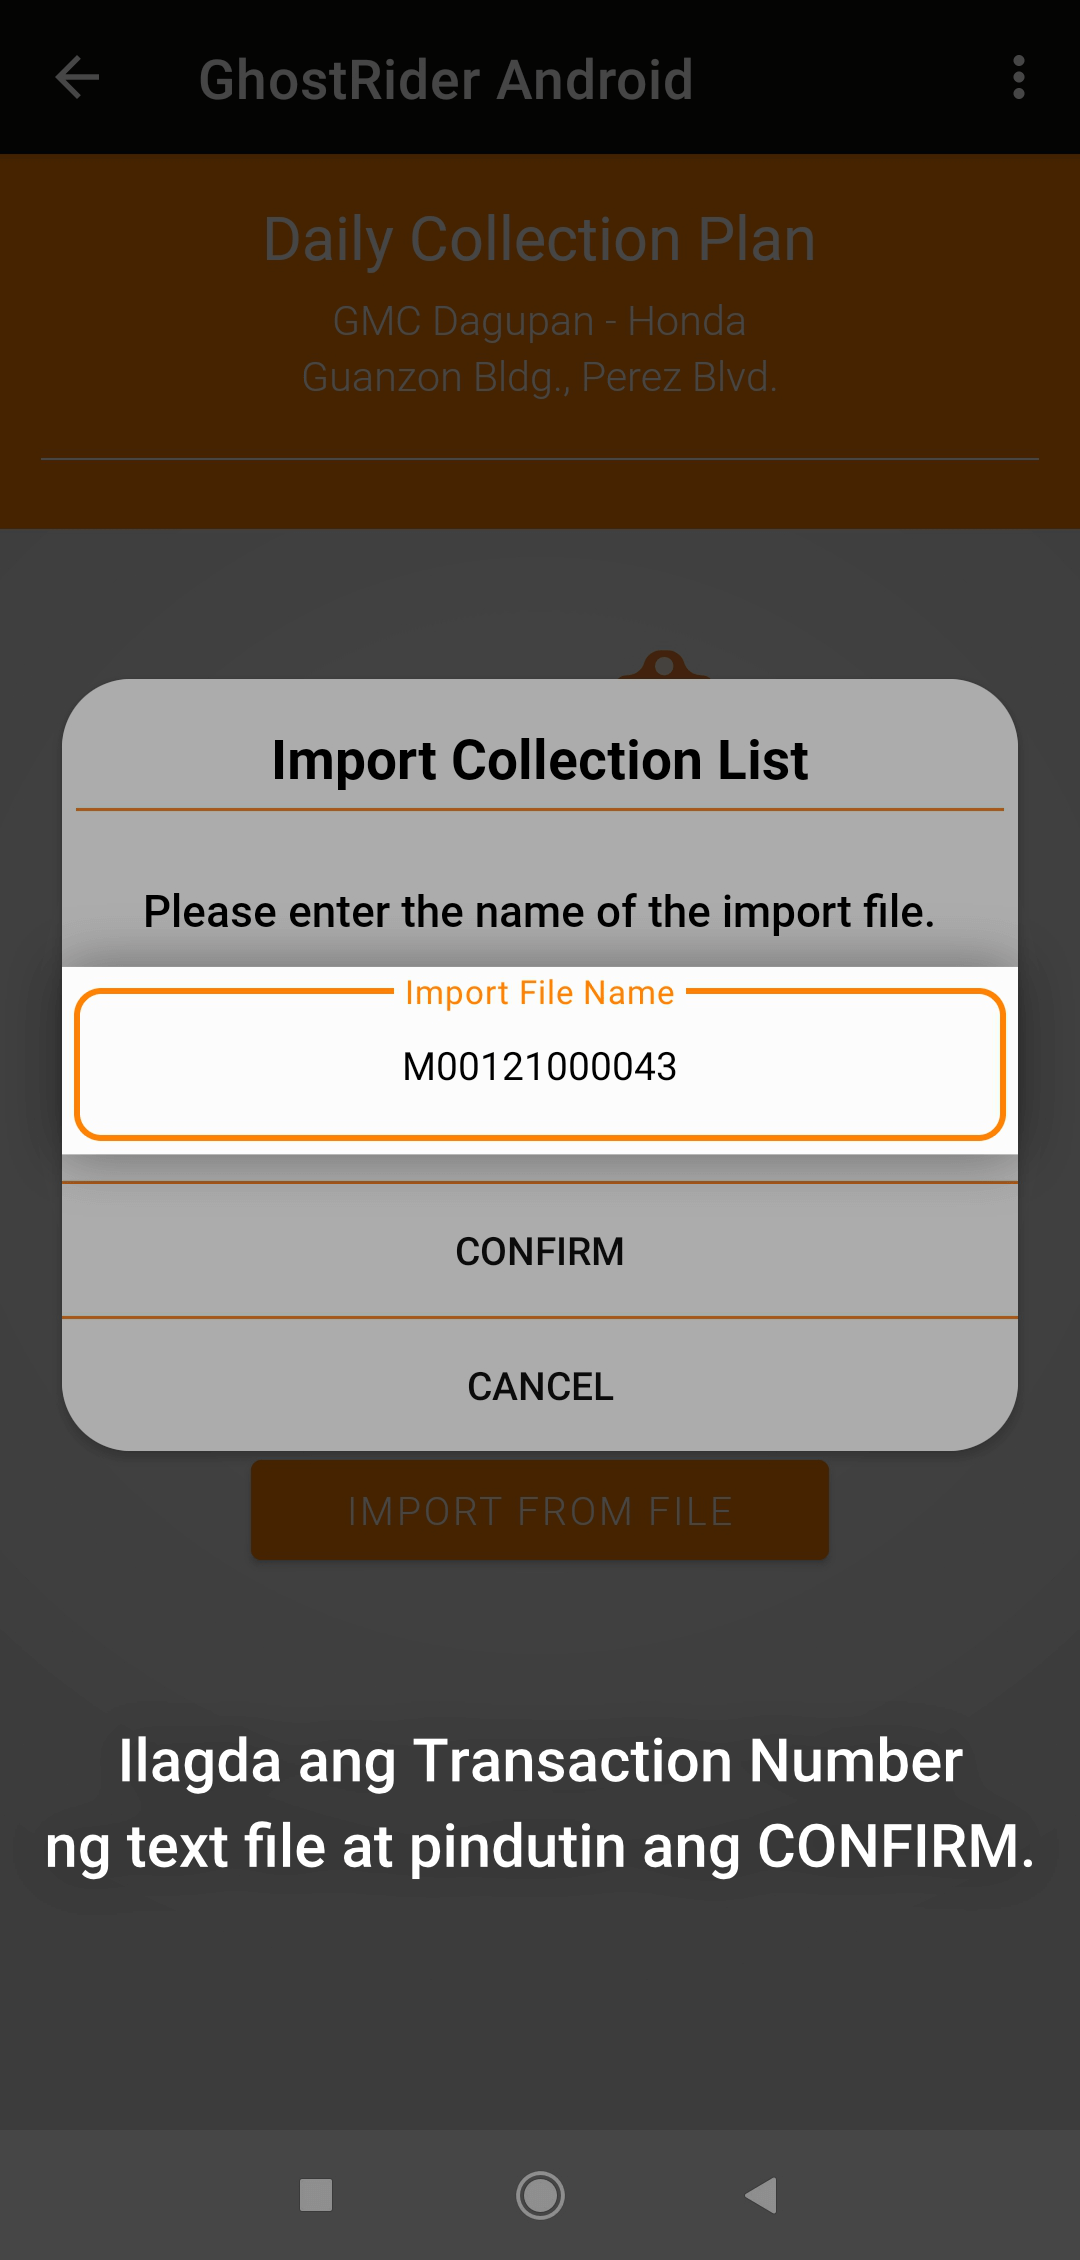 GhostRider Android
Daily Collection Plan
GMC Dagupan - Honda
Guanzon Bldg., Perez Blvd.
Import Collection List
Please enter the name of the import file.
Import File Name
M00121000043
CONFIRM
CANCEL
IMPORT FROM FILE
Ilagda ang Transaction Number
ng text file at pindutin ang CONFIRM.